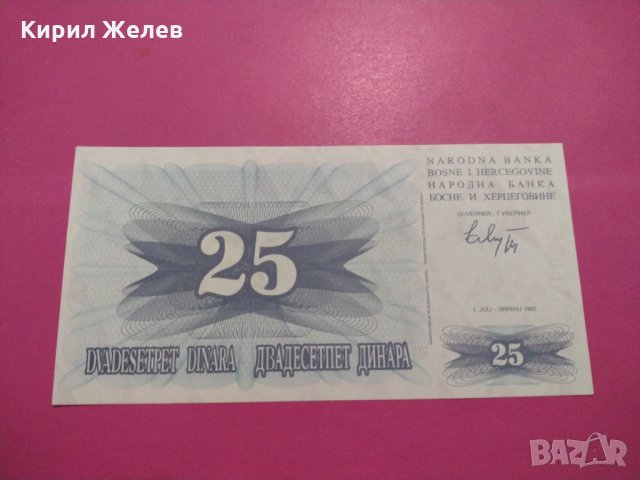 Кирил Желев
NARODNA BANKA
BOSNE I HERCEGOVINE
НАРОДНА БАНКА
БОСНЕ И ХЕРЦЕГОВИНЕ
GUVERNER - ГУВЕРНЕР
1. JULI - SRPANJ 1992
25
25
DVADESETPET DINARA ДВАДЕСЕТПЕТ ДИНАРА
BAZAR